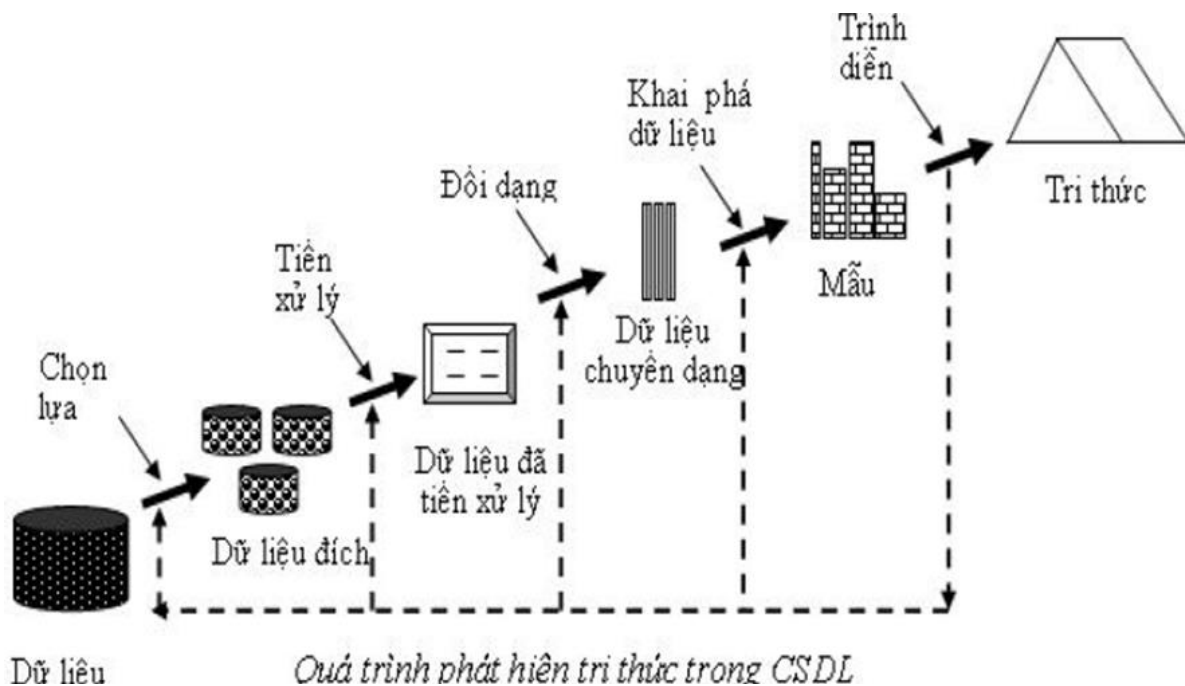 Trình
diễn
Khai phá
dữ liệu
Tri thức
Đổi dạng
Mẫu
Tiền
xử lý
Dữ liệu
chuyển dạng
Chọn
lựa
Dữ liệu đã
tiền xử lý
Dữ liệu đích
Dữ liệu
Quá trình phát hiện tri thức trong CSDL